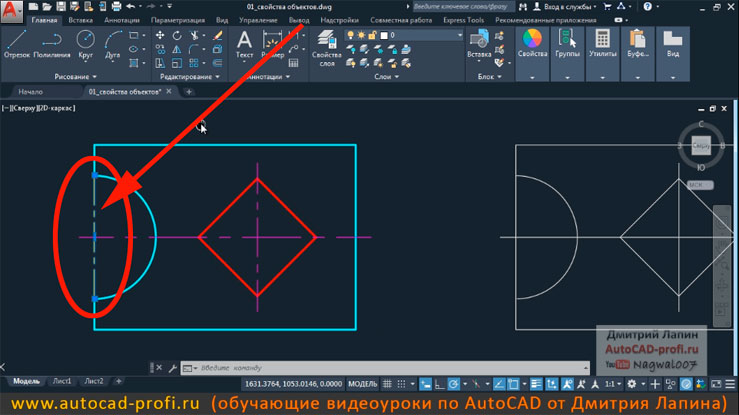 01_свойства объектов.dwg
Введите ключевое слово/фразу
Вход в службы
Главная Вставка Аннотации Параметризация Вид Управление Вывод Надстройки Совместная работа Express Tools Рекомендованные приложения
Отрезок Полилиния Круг Дуга
Текст Размер
Свойства слоя
0
Вставка
Свойства Группы Утилиты Буфе... Вид
Рисование Редактирование Аннотации Слои Блок
Начало 01_свойства объектов*
[−][Сверху][2D-каркас]
С
З Сверху В
Ю
МСК
Дмитрий Лапин
AutoCAD-profi.ru
You Tube Nagwal007
Введите команду
Модель Лист1 Лист2
1631.3764, 1053.0146, 0.0000 МОДЕЛЬ 1:1
www.autocad-profi.ru (обучающие видеоуроки по AutoCAD от Дмитрия Лапина)